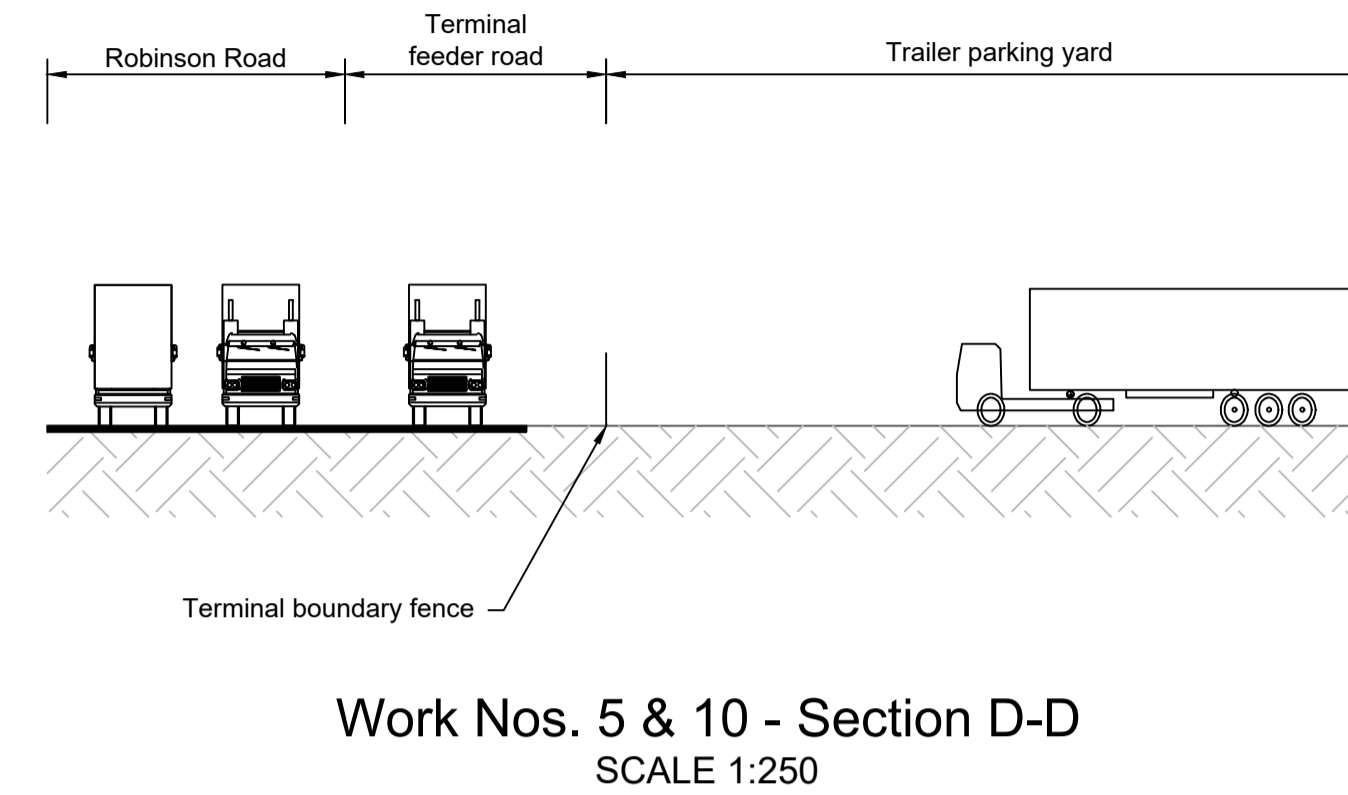 Robinson Road
Terminal
feeder road
Trailer parking yard
Terminal boundary fence
Work Nos. 5 & 10 - Section D-D
SCALE 1:250